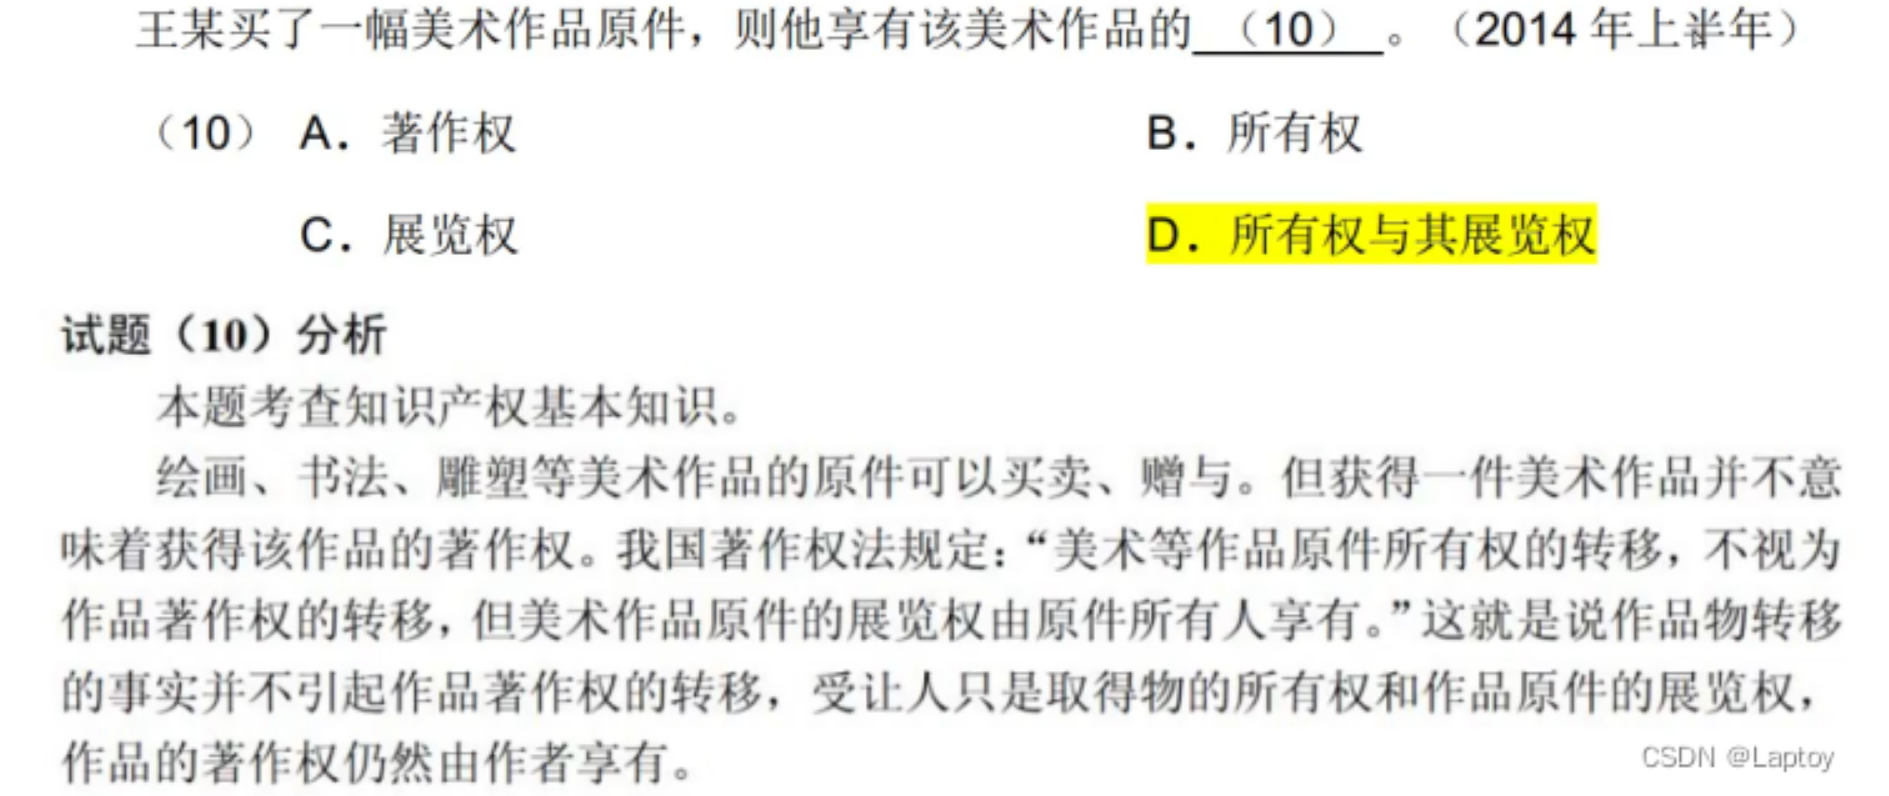 王某买了一幅美术作品原件，则他享有该美术作品的 （10） 。（2014 年上半年）
（10） A．著作权 B．所有权
C．展览权 D．所有权与其展览权
试题（10）分析
本题考查知识产权基本知识。
绘画、书法、雕塑等美术作品的原件可以买卖、赠与。但获得一件美术作品并不意
味着获得该作品的著作权。我国著作权法规定：“美术等作品原件所有权的转移，不视为
作品著作权的转移，但美术作品原件的展览权由原件所有人享有。”这就是说作品物转移
的事实并不引起作品著作权的转移，受让人只是取得物的所有权和作品原件的展览权，
作品的著作权仍然由作者享有。
CSDN @Laptoy